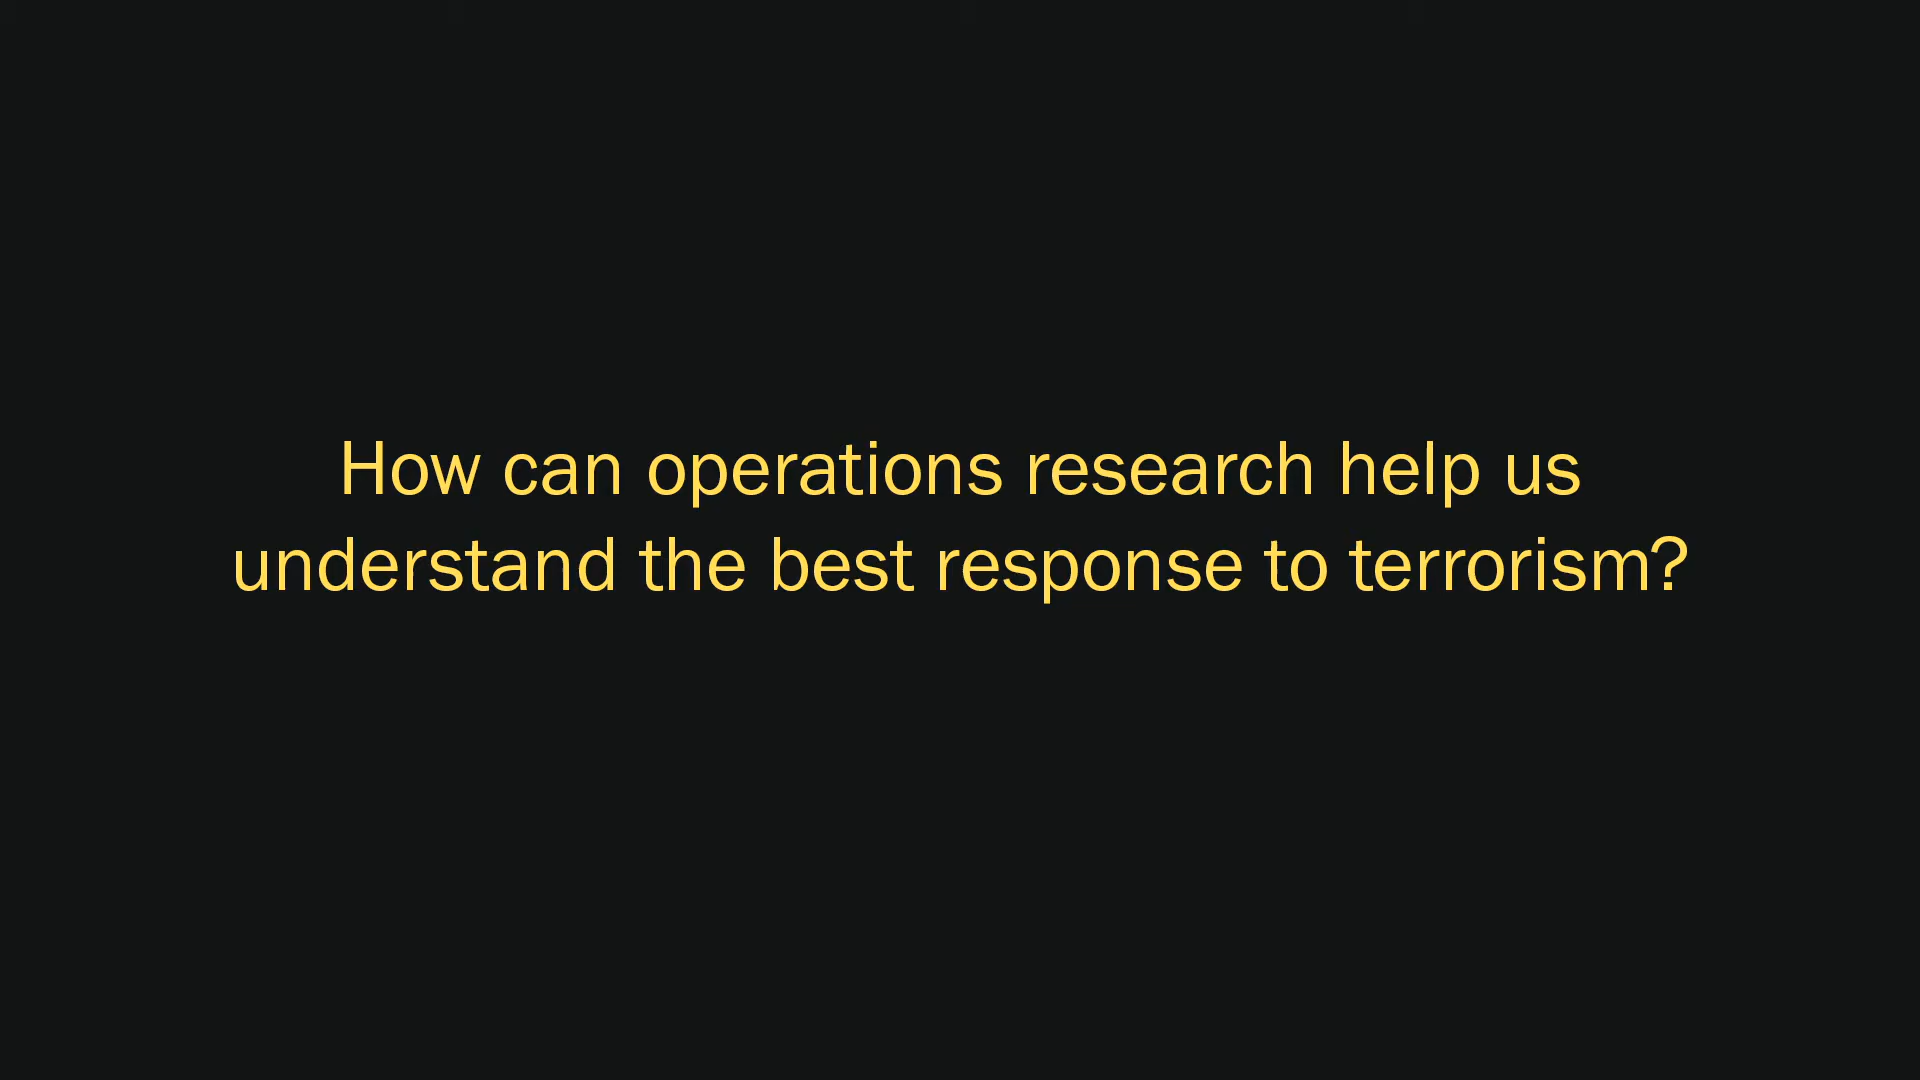 How can operations research help us
understand the best response to terrorism?